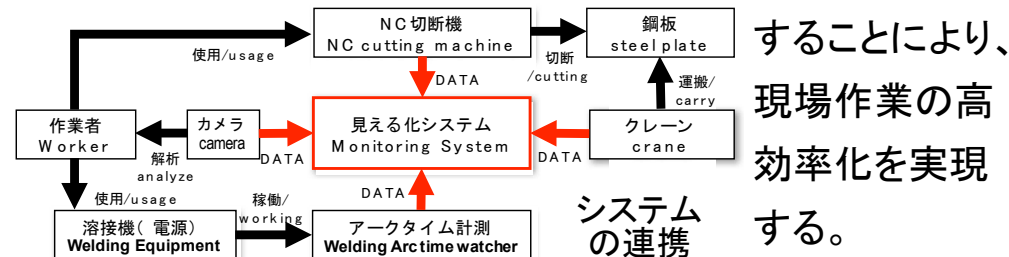 NC切断機
NC cutting machine
鋼板
steel plate
使用/usage
切断
/cutting
DATA
運搬/
carry
作業者
Worker
カメラ
camera
解析
analyze
DATA
見える化システム
Monitoring System
DATA
クレーン
crane
使用/usage
稼働/
working
DATA
溶接機( 電源)
Welding Equipment
アークタイム計測
Welding Arctime watcher
システム
の連携
することにより、
現場作業の高
効率化を実現
する。